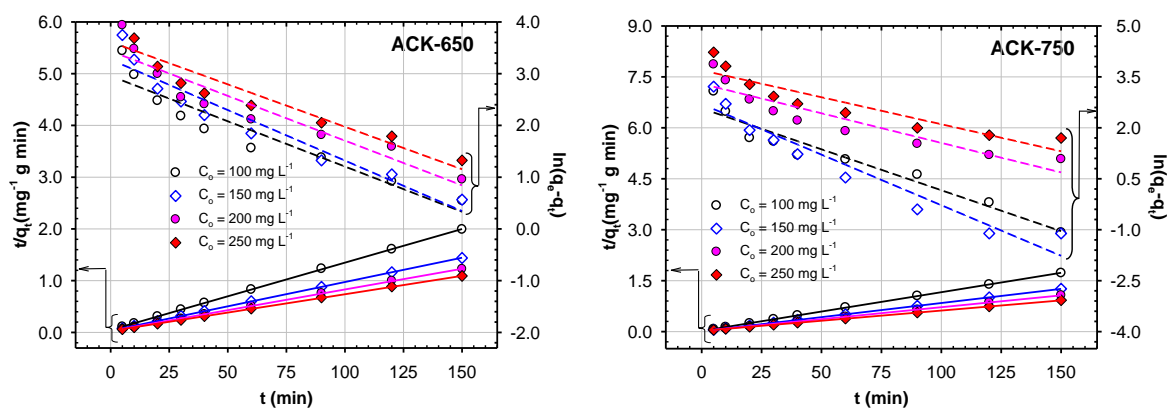 ACK-650
6.0
5.0
4.0
3.0
2.0
1.0
0.0
t/qt(mg-1 g min)
4.0
3.0
2.0
1.0
0.0
-1.0
-2.0
ln(qe-qt)
Co = 100 mg L-1
Co = 150 mg L-1
Co = 200 mg L-1
Co = 250 mg L-1
0 25 50 75 100 125 150
t (min)
ACK-750
9.0
7.5
6.0
4.5
3.0
1.5
0.0
t/qt(mg-1 g min)
5.0
3.5
2.0
0.5
-1.0
-2.5
-4.0
ln(qe-qt)
Co = 100 mg L-1
Co = 150 mg L-1
Co = 200 mg L-1
Co = 250 mg L-1
0 25 50 75 100 125 150
t (min)